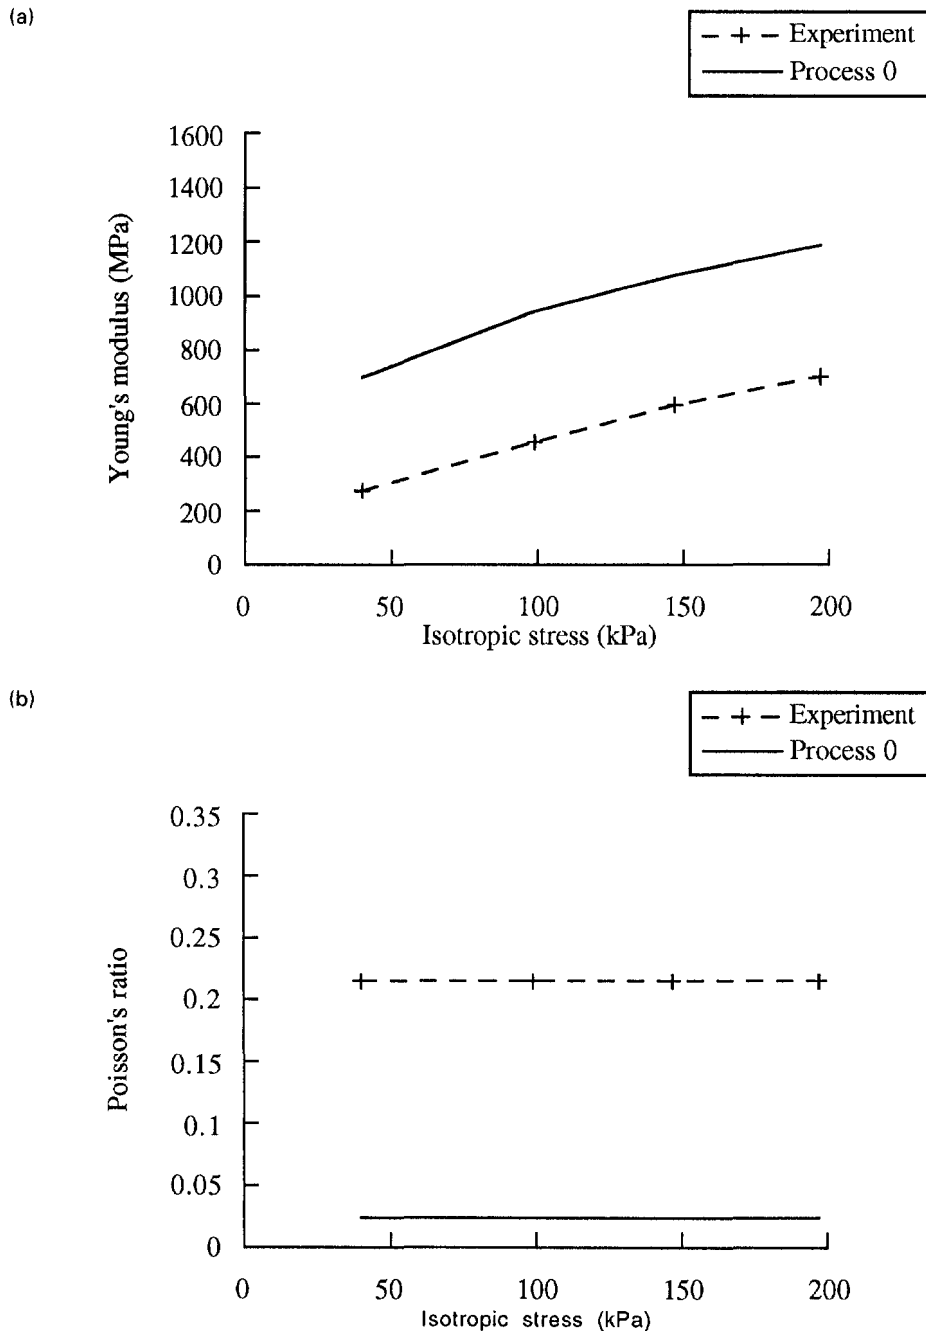 (a)
Experiment
Process 0
1600
1400
1200
1000
800
600
400
200
0
Young's modulus (MPa)
0 50 100 150 200
Isotropic stress (kPa)
(b)
Experiment
Process 0
0.35
0.3
0.25
0.2
0.15
0.1
0.05
0
Poisson's ratio
0 50 100 150 200
Isotropic stress (kPa)